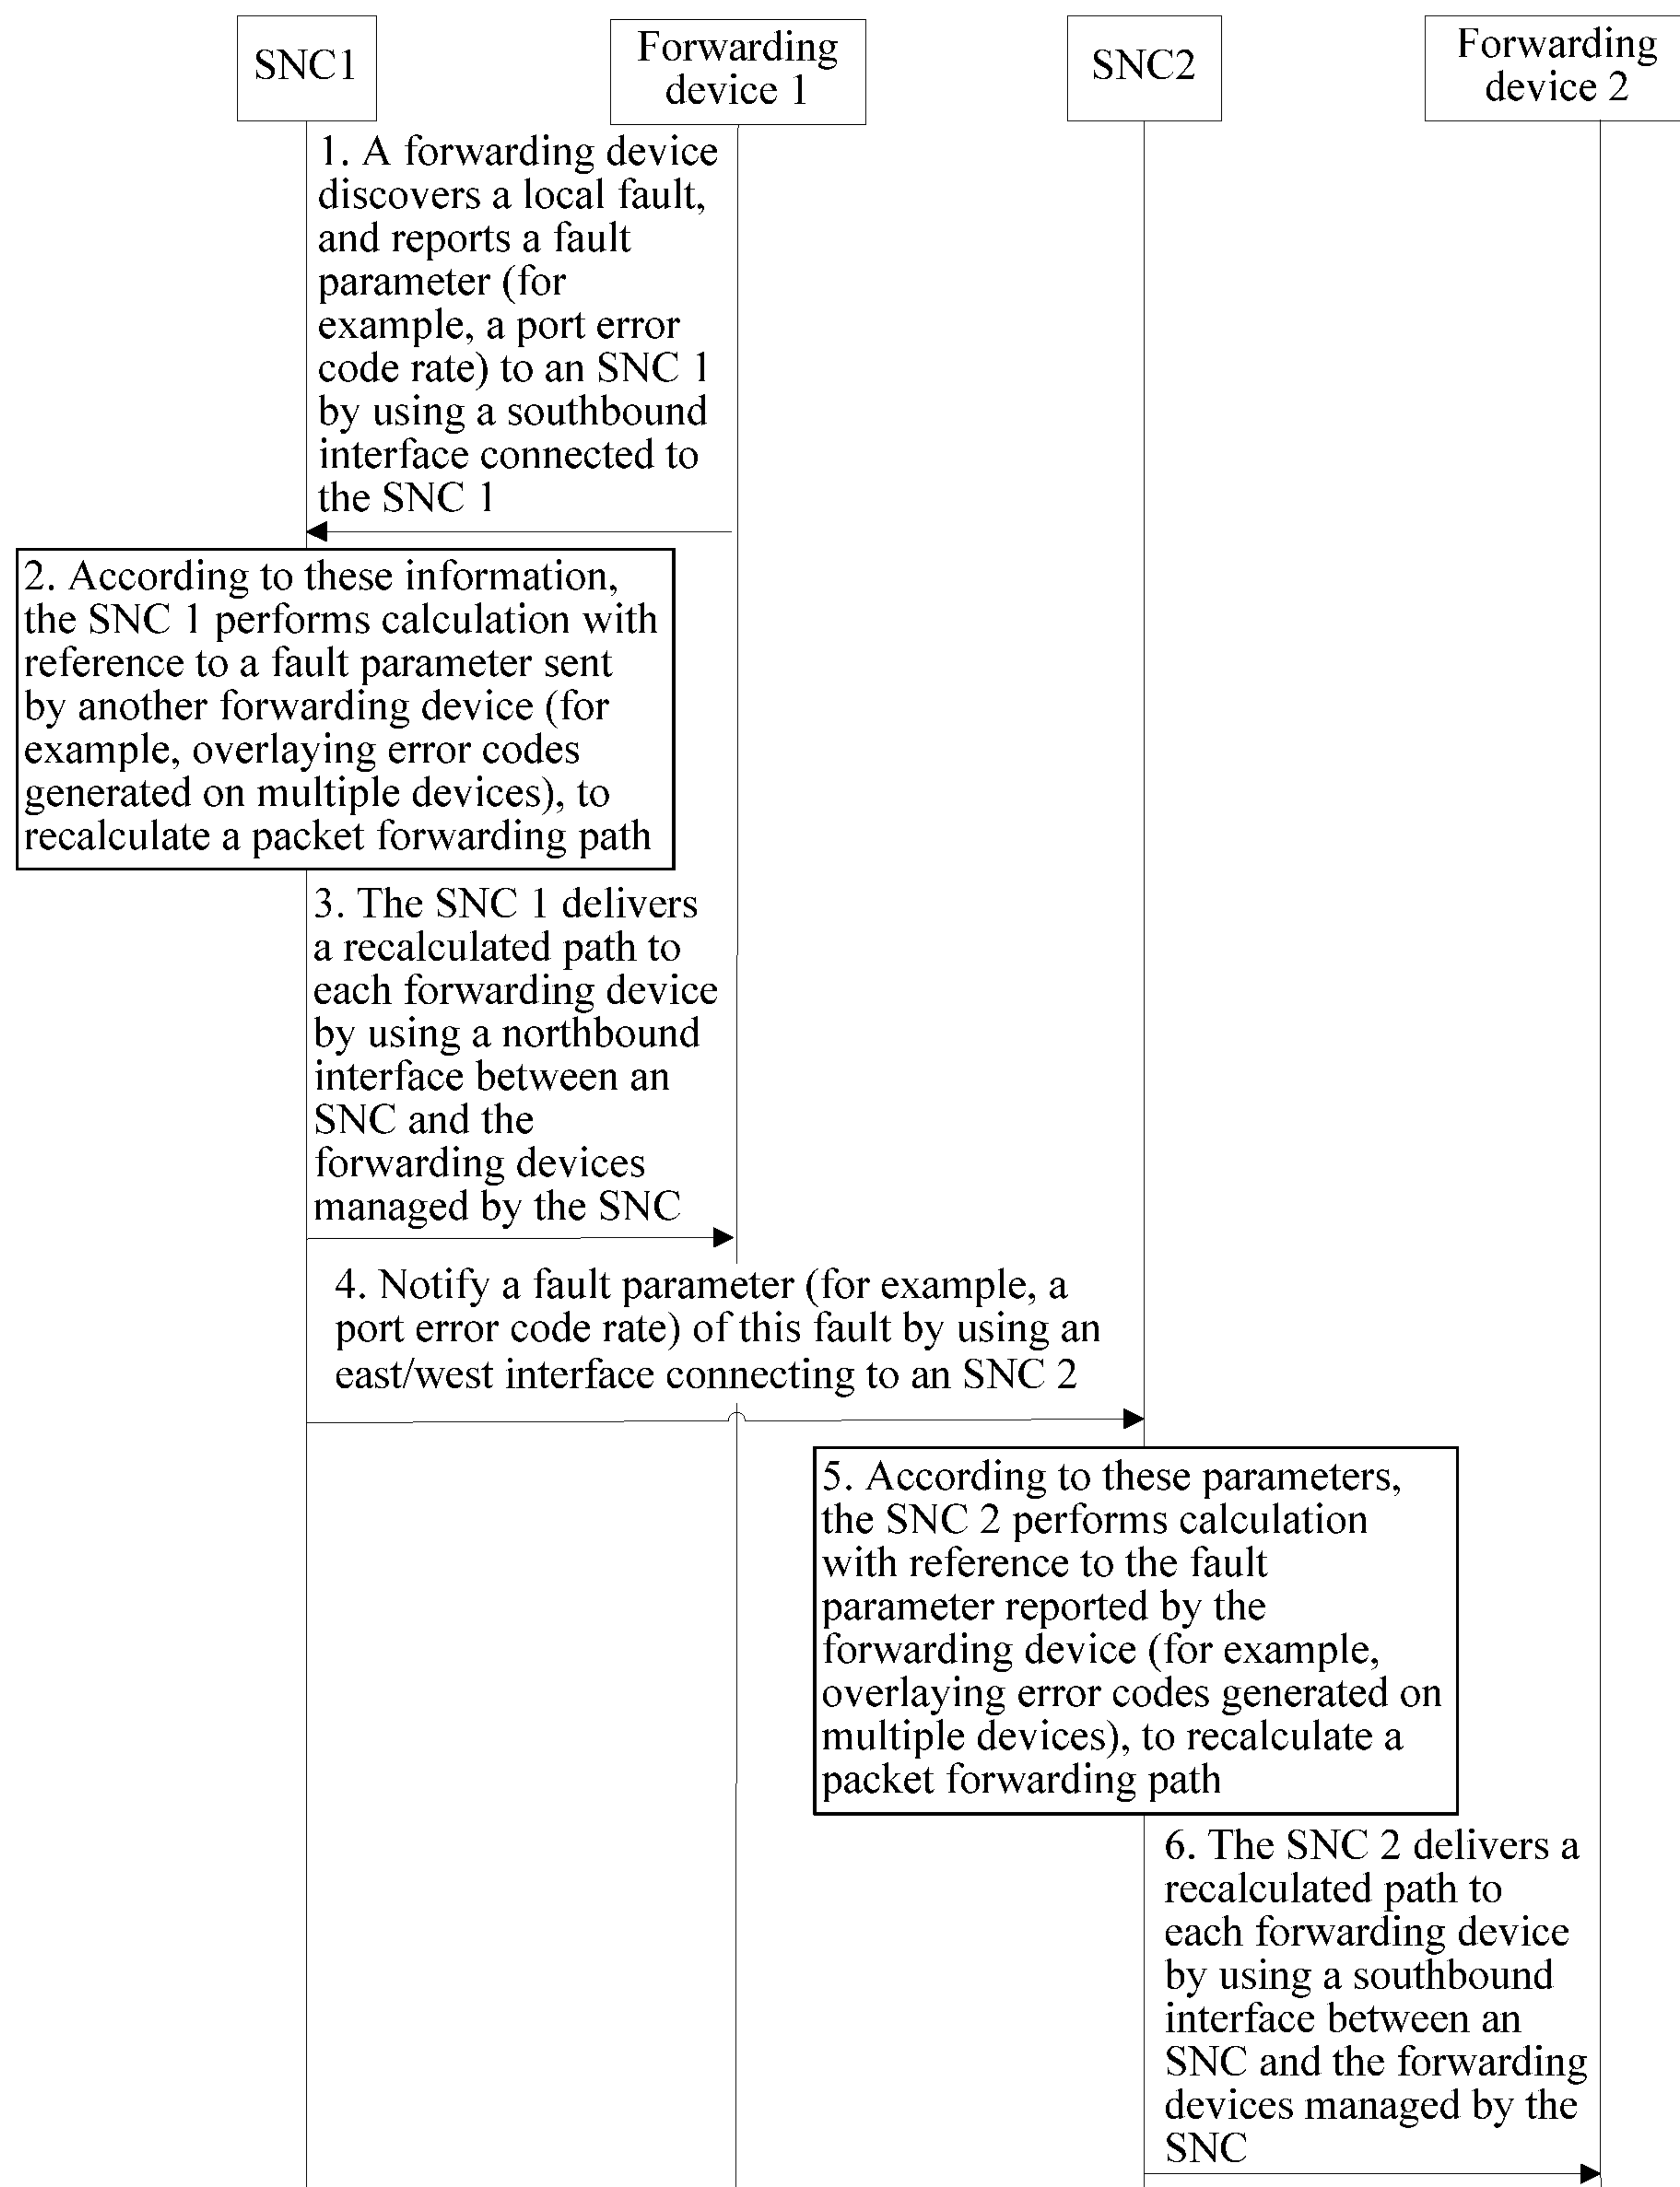 SNC1
Forwarding
device 1
SNC2
Forwarding
device 2
1. A forwarding device
discovers a local fault,
and reports a fault
parameter (for
example, a port error
code rate) to an SNC 1
by using a southbound
interface connected to
the SNC 1
2. According to these information,
the SNC 1 performs calculation with
reference to a fault parameter sent
by another forwarding device (for
example, overlaying error codes
generated on multiple devices), to
recalculate a packet forwarding path
3. The SNC 1 delivers
a recalculated path to
each forwarding device
by using a northbound
interface between an
SNC and the
forwarding devices
managed by the SNC
4. Notify a fault parameter (for example, a
port error code rate) of this fault by using an
east/west interface connecting to an SNC 2
5. According to these parameters,
the SNC 2 performs calculation
with reference to the fault
parameter reported by the
forwarding device (for example,
overlaying error codes generated on
multiple devices), to recalculate a
packet forwarding path
6. The SNC 2 delivers a
recalculated path to
each forwarding device
by using a southbound
interface between an
SNC and the forwarding
devices managed by the
SNC